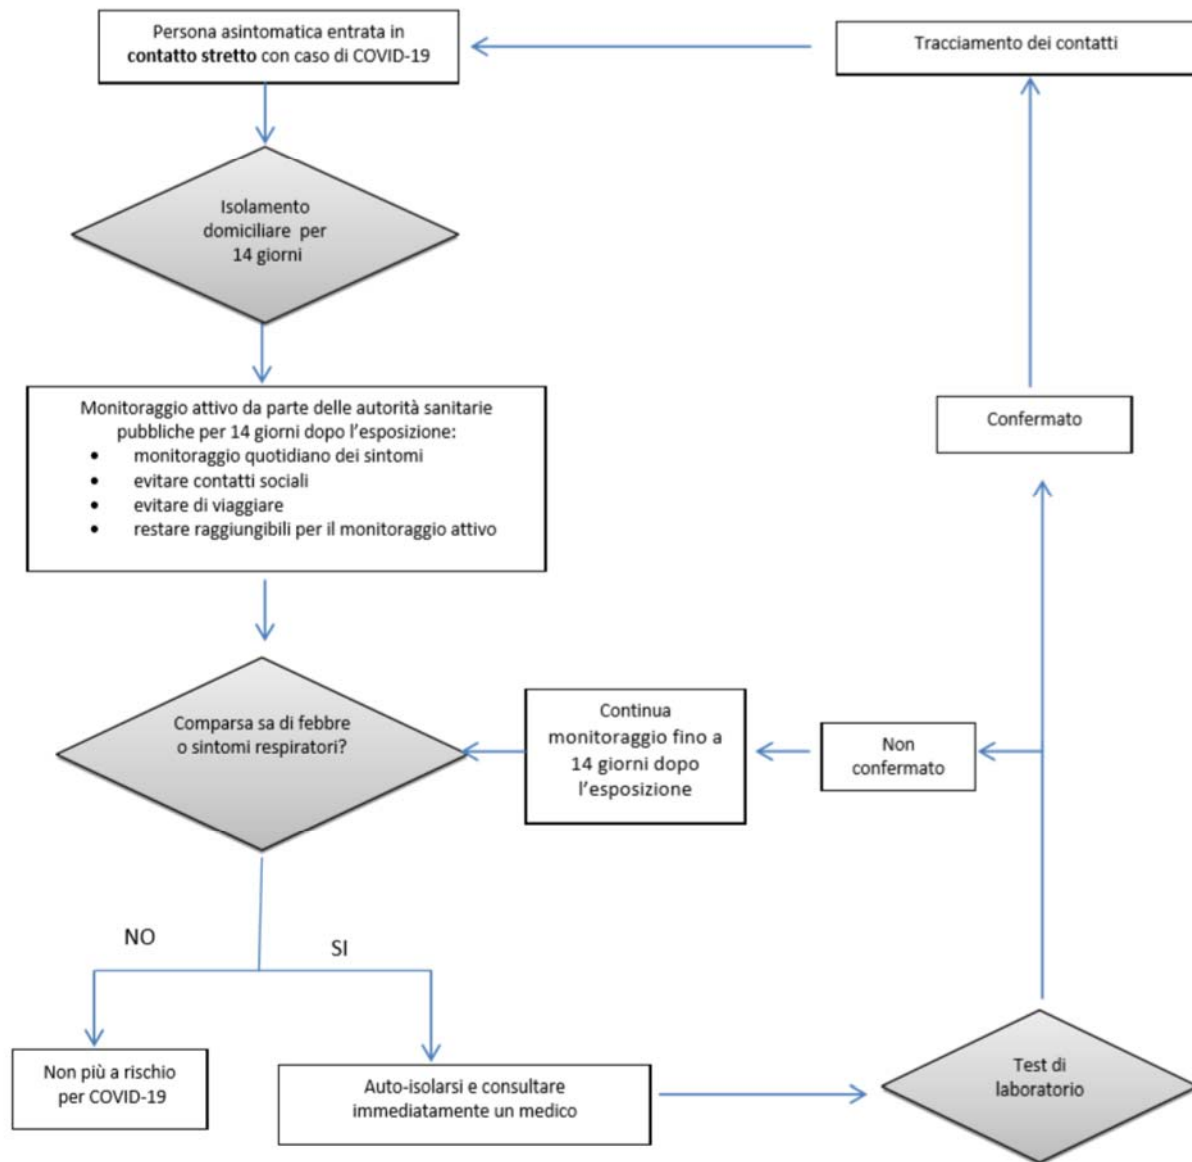 Persona asintomatica entrata in
contatto stretto con caso di COVID-19
Tracciamento dei contatti
Isolamento
domiciliare per
14 giorni
Monitoraggio attivo da parte delle autorità sanitarie
pubbliche per 14 giorni dopo l'esposizione:
• monitoraggio quotidiano dei sintomi
• evitare contatti sociali
• evitare di viaggiare
• restare raggiungibili per il monitoraggio attivo
Confermato
Comparsa sa di febbre
o sintomi respiratori?
Continua
monitoraggio fino a
14 giorni dopo
l'esposizione
Non
confermato
NO
SI
Non più a rischio
per COVID-19
Auto-isolarsi e consultare
immediatamente un medico
Test di
laboratorio